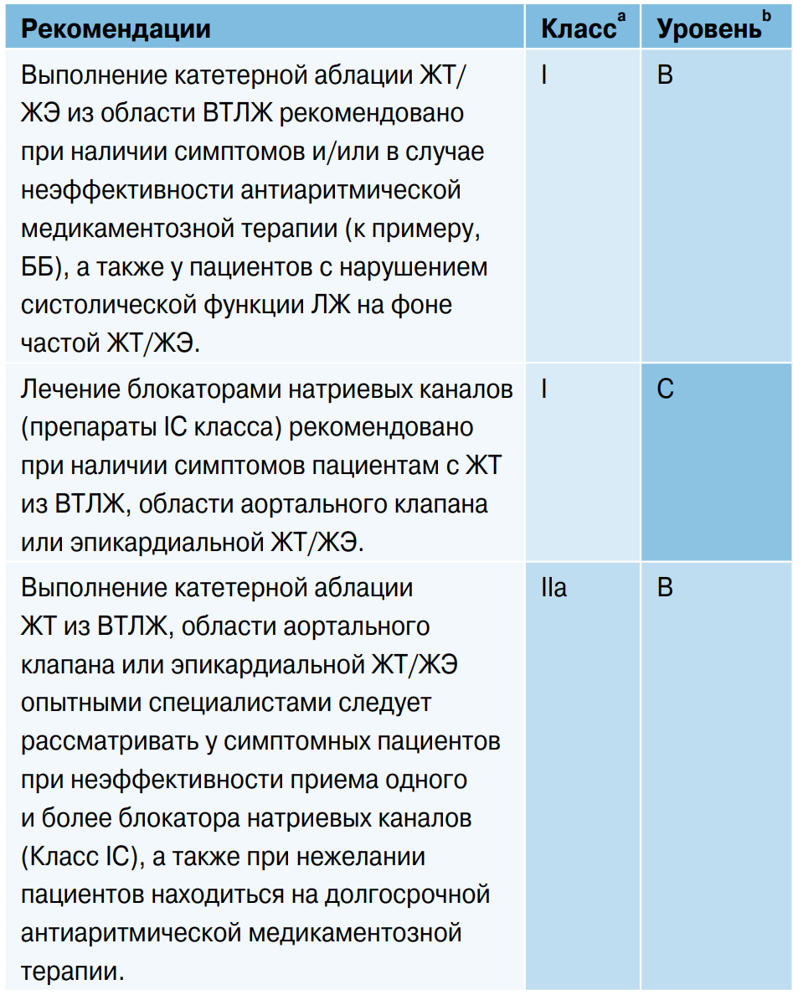 Рекомендации Классᵃ Уровеньᵇ
Выполнение катетерной аблации ЖТ/ I B
ЖЭ из области ВТЛЖ рекомендовано
при наличии симптомов и/или в случае
неэффективности антиаритмической
медикаментозной терапии (к примеру,
ББ), а также у пациентов с нарушением
систолической функции ЛЖ на фоне
частой ЖТ/ЖЭ.
Лечение блокаторами натриевых каналов I C
(препараты IC класса) рекомендовано
при наличии симптомов пациентам с ЖТ
из ВТЛЖ, области аортального клапана
или эпикардиальной ЖТ/ЖЭ.
Выполнение катетерной аблации IIa B
ЖТ из ВТЛЖ, области аортального
клапана или эпикардиальной ЖТ/ЖЭ
опытными специалистами следует
рассматривать у симптомных пациентов
при неэффективности приема одного
и более блокатора натриевых каналов
(Класс IC), а также при нежелании
пациентов находиться на долгосрочной
антиаритмической медикаментозной
терапии.